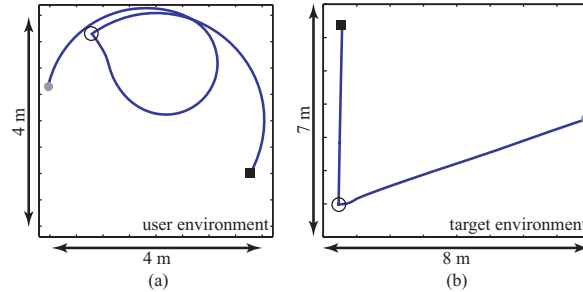 4 m
user environment
4 m
(a)
7 m
target environment
8 m
(b)